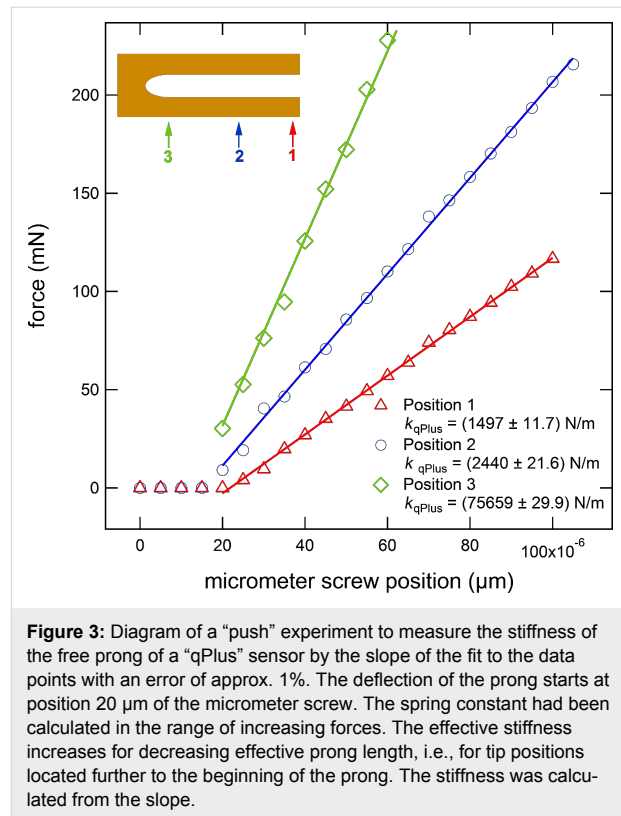 200
150
100
50
0
force (mN)
3
2
1
Position 1
kqPlus = (1497 ± 11.7) N/m
Position 2
k qPlus = (2440 ± 21.6) N/m
Position 3
kqPlus = (75659 ± 29.9) N/m
0 20 40 60 80 100x10-6
micrometer screw position (µm)
Figure 3: Diagram of a “push” experiment to measure the stiffness of
the free prong of a “qPlus” sensor by the slope of the fit to the data
points with an error of approx. 1%. The deflection of the prong starts at
position 20 µm of the micrometer screw. The spring constant had been
calculated in the range of increasing forces. The effective stiffness
increases for decreasing effective prong length, i.e., for tip positions
located further to the beginning of the prong. The stiffness was calcu-
lated from the slope.